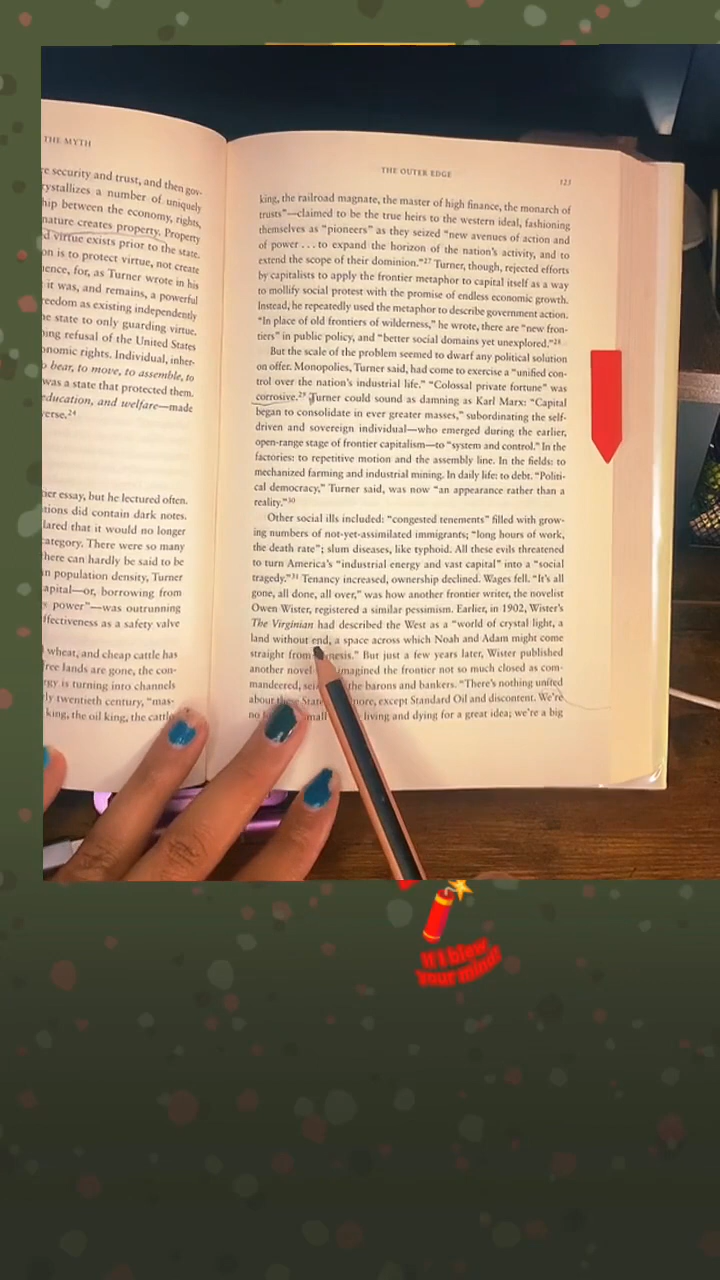 THE MYTH
e security and trust, and then gov-
rystallizes a number of uniquely
hip between the economy, rights,
nature creates property. Property
d virtue exists prior to the state.
on is to protect virtue, not create
ience, for, as Turner wrote in his
it was, and remains, a powerful
reedom as existing independently
he state to only guarding virtue.
ing refusal of the United States
onomic rights. Individual, inher-
o bear, to move, to assemble, to
was a state that protected them.
education, and welfare—made
verse.24
her essay, but he lectured often.
tions did contain dark notes.
lared that it would no longer
ategory. There were so many
here can hardly be said to be
n population density, Turner
apital—or, borrowing from
power"—was outrunning
ffectiveness as a safety valve
wheat, and cheap cattle has
free lands are gone, the con-
rgy is turning into channels
ly twentieth century, "mas-
king, the oil king, the cattle
THE OUTER EDGE
123
king, the railroad magnate, the master of high finance, the monarch of
trusts"—claimed to be the true heirs to the western ideal, fashioning
themselves as "pioneers" as they seized "new avenues of action and
of power . . . to expand the horizon of the nation's activity, and to
extend the scope of their dominion."27 Turner, though, rejected efforts
by capitalists to apply the frontier metaphor to capital itself as a way
to mollify social protest with the promise of endless economic growth.
Instead, he repeatedly used the metaphor to describe government action.
"In place of old frontiers of wilderness," he wrote, there are "new fron-
tiers" in public policy, and "better social domains yet unexplored."28
But the scale of the problem seemed to dwarf any political solution
on offer. Monopolies, Turner said, had come to exercise a "unified con-
trol over the nation's industrial life." "Colossal private fortune" was
corrosive.29 Turner could sound as damning as Karl Marx: "Capital
began to consolidate in ever greater masses," subordinating the self-
driven and sovereign individual—who emerged during the earlier,
open-range stage of frontier capitalism—to "system and control." In the
factories: to repetitive motion and the assembly line. In the fields: to
mechanized farming and industrial mining. In daily life: to debt. "Politi-
cal democracy," Turner said, was now "an appearance rather than a
reality."30
Other social ills included: "congested tenements" filled with grow-
ing numbers of not-yet-assimilated immigrants; "long hours of work,
the death rate"; slum diseases, like typhoid. All these evils threatened
to turn America's "industrial energy and vast capital" into a "social
tragedy."31 Tenancy increased, ownership declined. Wages fell. "It's all
gone, all done, all over," was how another frontier writer, the novelist
Owen Wister, registered a similar pessimism. Earlier, in 1902, Wister's
The Virginian had described the West as a "world of crystal light, a
land without end, a space across which Noah and Adam might come
straight from Genesis." But just a few years later, Wister published
another novel imagined the frontier not so much closed as com-
mandeered, the barons and bankers. "There's nothing united
about these State more, except Standard Oil and discontent. We're
no mall living and dying for a great idea; we're a big
If I blew
your mind!